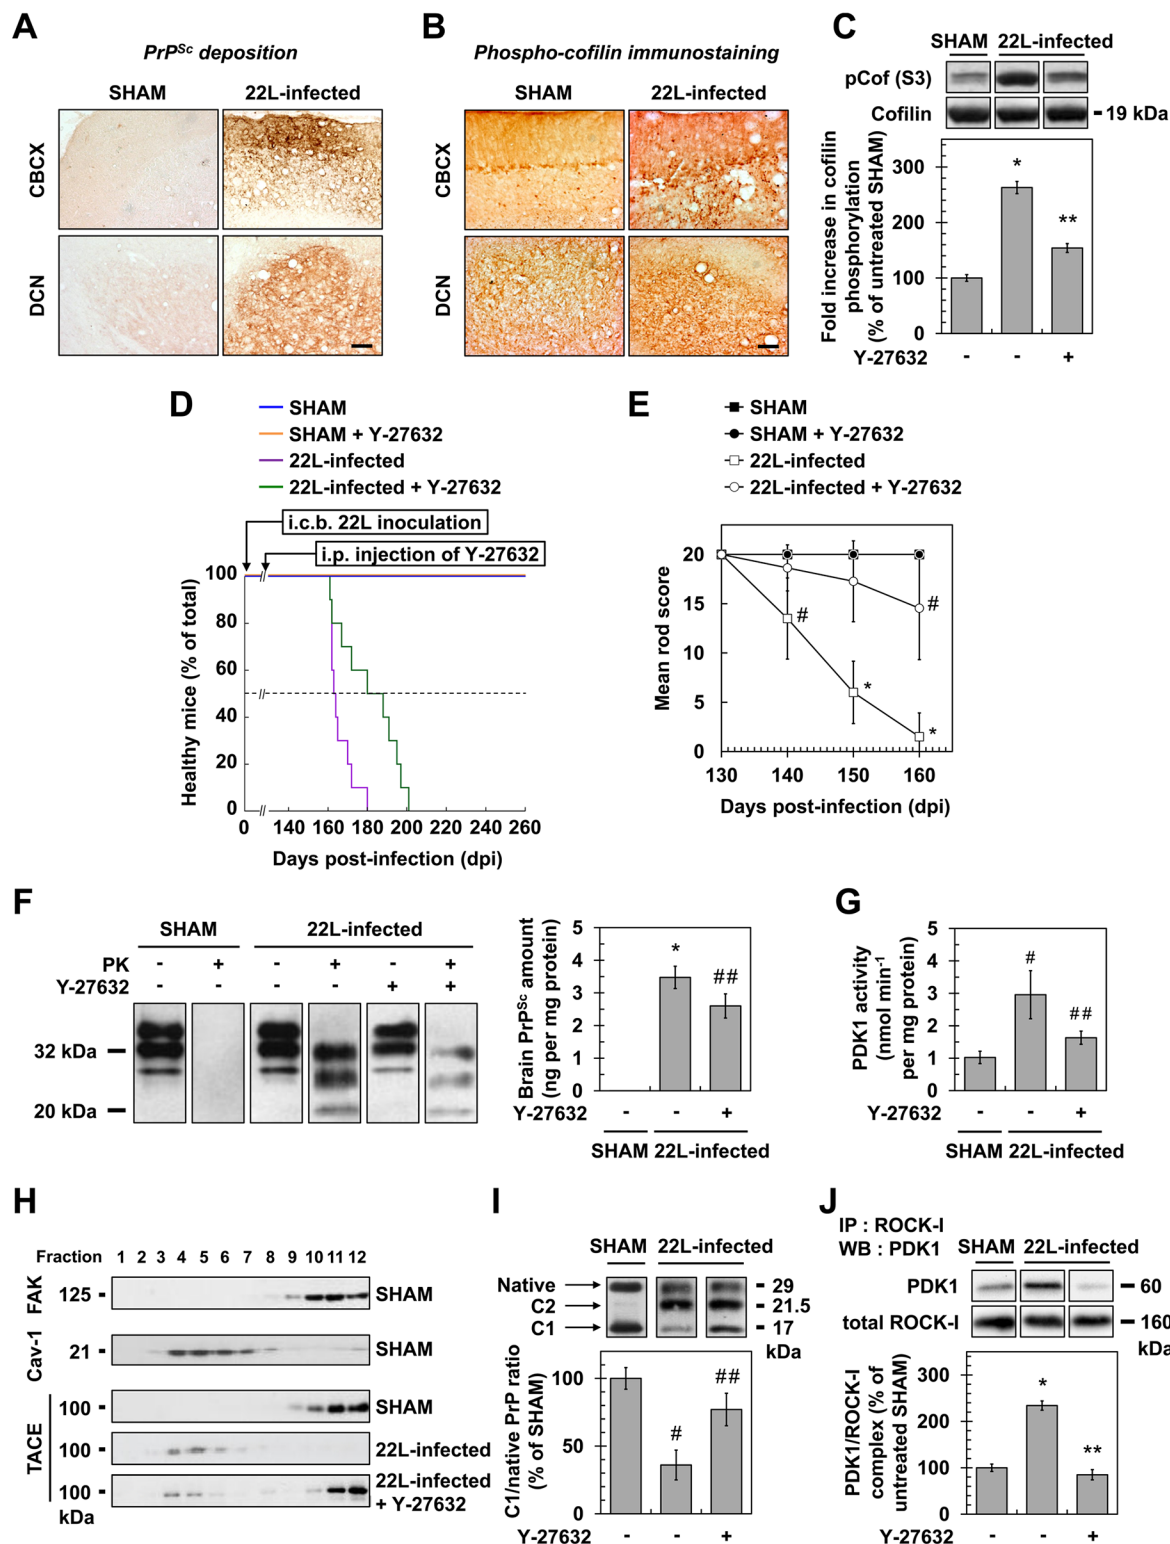 A
PrP^Sc deposition
SHAM 22L-infected
CBCX
DCN
B
Phospho-cofilin immunostaining
SHAM 22L-infected
CBCX
DCN
C
SHAM 22L-infected
pCof (S3)
Cofilin 19 kDa
Fold increase in cofilin
phosphorylation
(% of untreated SHAM)
300
200
100
0
*
**
Y-27632 - - +
D
SHAM
SHAM + Y-27632
22L-infected
22L-infected + Y-27632
i.c.b. 22L inoculation
i.p. injection of Y-27632
Healthy mice (% of total)
100
80
60
40
20
0
0 140 160 180 200 220 240 260
Days post-infection (dpi)
E
SHAM
SHAM + Y-27632
22L-infected
22L-infected + Y-27632
Mean rod score
20
15
10
5
0
#
#
*
*
130 140 150 160
Days post-infection (dpi)
F
SHAM 22L-infected
PK - + - + - +
Y-27632 - - - - + +
32 kDa
20 kDa
Brain PrP^Sc amount
(ng per mg protein)
5
4
3
2
1
0
*
##
Y-27632 - - +
SHAM 22L-infected
G
PDK1 activity
(nmol min^-1
per mg protein)
5
4
3
2
1
0
#
##
Y-27632 - - +
SHAM 22L-infected
H
Fraction 1 2 3 4 5 6 7 8 9 10 11 12
FAK 125 SHAM
Cav-1 21 SHAM
TACE
100 SHAM
100 22L-infected
100 22L-infected
+ Y-27632
kDa
I
SHAM 22L-infected
Native 29
C2 21.5
C1 17
kDa
C1/native PrP ratio
(% of SHAM)
100
50
0
#
##
Y-27632 - - +
J
IP : ROCK-I
WB : PDK1 SHAM 22L-infected
PDK1 60
total ROCK-I 160
kDa
PDK1/ROCK-I
complex (% of
untreated SHAM)
300
200
100
0
*
**
Y-27632 - - +